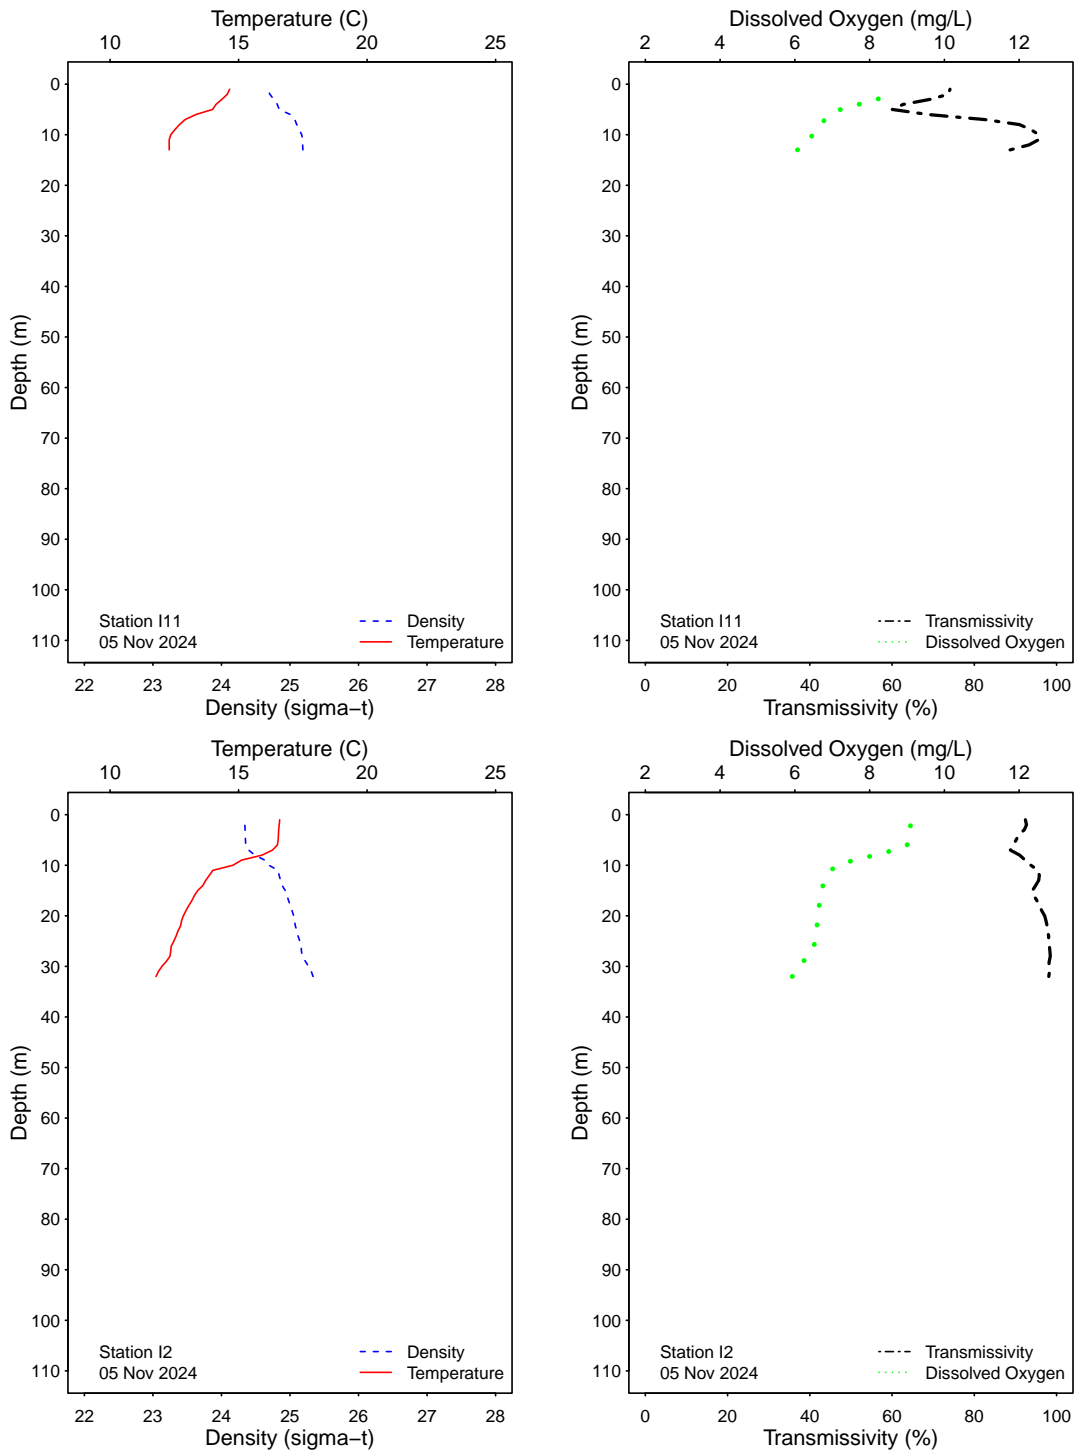 Temperature (C)
10 15 20 25
0
10
20
30
40
50
60
70
80
90
100
110
Depth (m)
Station I11
05 Nov 2024
Density
Temperature
22 23 24 25 26 27 28
Density (sigma−t)
Dissolved Oxygen (mg/L)
2 4 6 8 10 12
0
10
20
30
40
50
60
70
80
90
100
110
Depth (m)
Station I11
05 Nov 2024
Transmissivity
Dissolved Oxygen
0 20 40 60 80 100
Transmissivity (%)
Temperature (C)
10 15 20 25
0
10
20
30
40
50
60
70
80
90
100
110
Depth (m)
Station I2
05 Nov 2024
Density
Temperature
22 23 24 25 26 27 28
Density (sigma−t)
Dissolved Oxygen (mg/L)
2 4 6 8 10 12
0
10
20
30
40
50
60
70
80
90
100
110
Depth (m)
Station I2
05 Nov 2024
Transmissivity
Dissolved Oxygen
0 20 40 60 80 100
Transmissivity (%)